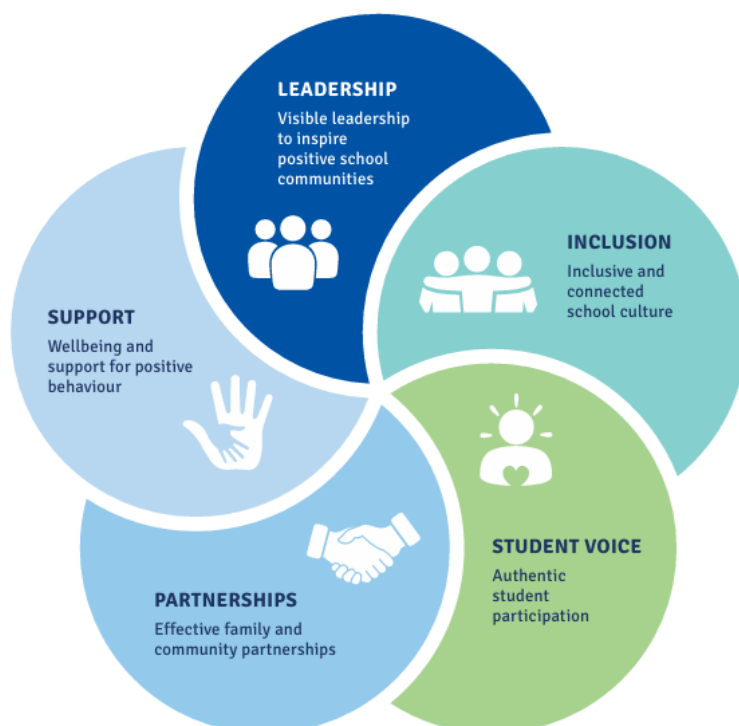 LEADERSHIP
Visible leadership
to inspire
positive school
communities
INCLUSION
Inclusive and
connected
school culture
STUDENT VOICE
Authentic
student
participation
PARTNERSHIPS
Effective family and
community partnerships
SUPPORT
Wellbeing and
support for positive
behaviour